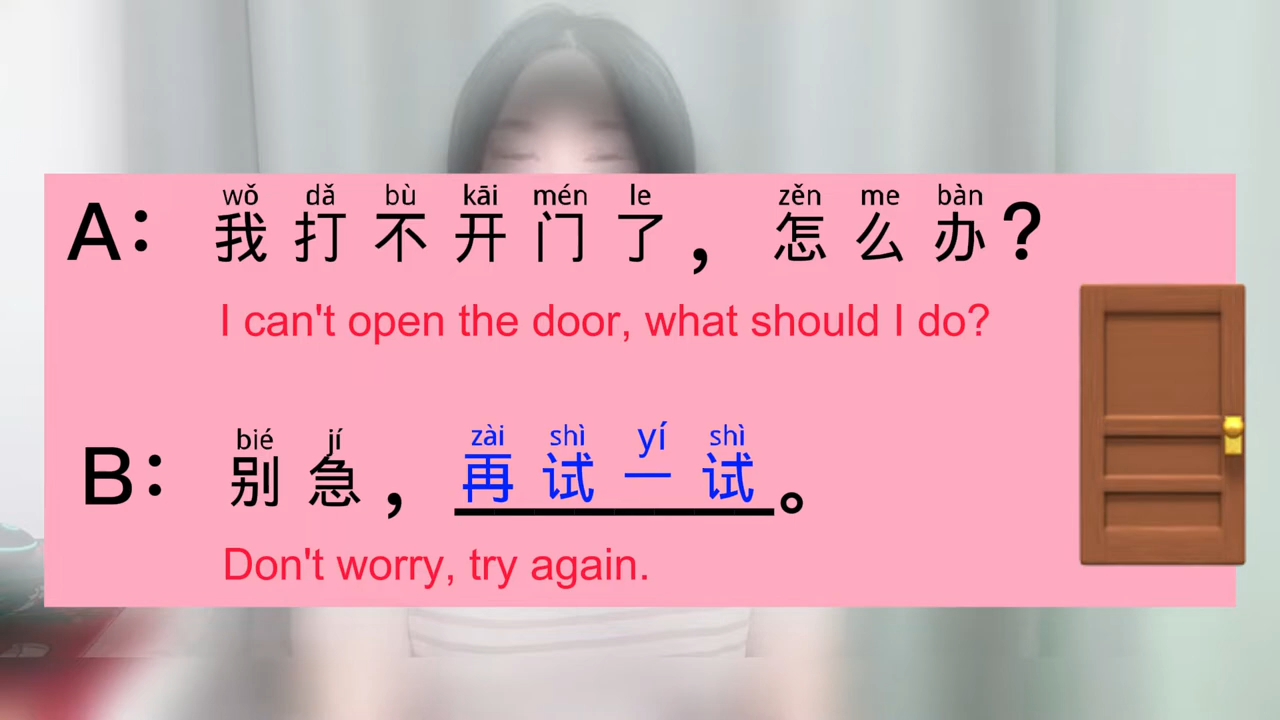 wǒ dǎ bù kāi mén le zěn me bàn
A：我打不开门了，怎么办？
I can't open the door, what should I do?
bié jí zài shì yí shì
B：别急，再试一试。
Don't worry, try again.